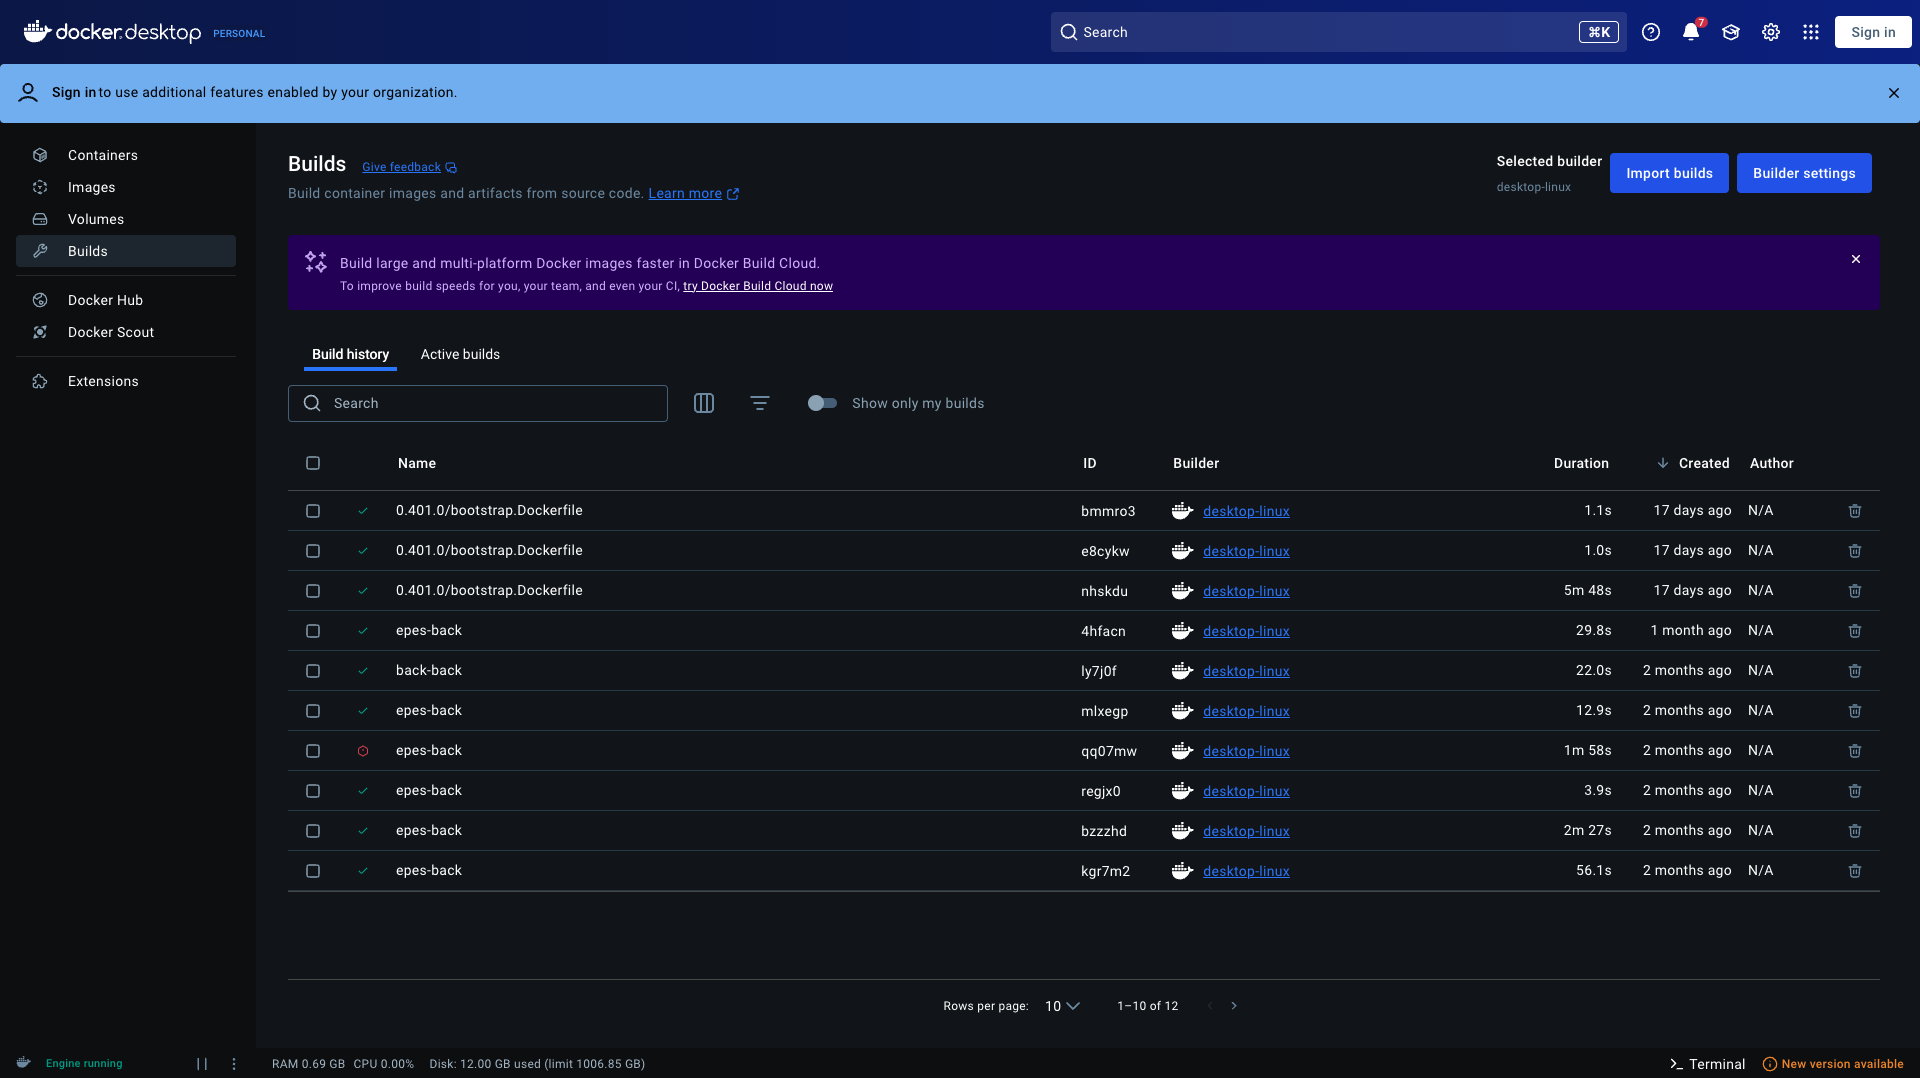 docker.desktop PERSONAL
Search ⌘K
7
Sign in
Sign in to use additional features enabled by your organization.
Containers
Images
Volumes
Builds
Docker Hub
Docker Scout
Extensions
Builds Give feedback
Build container images and artifacts from source code. Learn more
Selected builder
desktop-linux
Import builds
Builder settings
Build large and multi-platform Docker images faster in Docker Build Cloud.
To improve build speeds for you, your team, and even your CI, try Docker Build Cloud now
Build history Active builds
Search
Show only my builds
Name ID Builder Duration Created Author
0.401.0/bootstrap.Dockerfile bmmro3 desktop-linux 1.1s 17 days ago N/A
0.401.0/bootstrap.Dockerfile e8cykw desktop-linux 1.0s 17 days ago N/A
0.401.0/bootstrap.Dockerfile nhskdu desktop-linux 5m 48s 17 days ago N/A
epes-back 4hfacn desktop-linux 29.8s 1 month ago N/A
back-back ly7j0f desktop-linux 22.0s 2 months ago N/A
epes-back mlxegp desktop-linux 12.9s 2 months ago N/A
epes-back qq07mw desktop-linux 1m 58s 2 months ago N/A
epes-back regjx0 desktop-linux 3.9s 2 months ago N/A
epes-back bzzzhd desktop-linux 2m 27s 2 months ago N/A
epes-back kgr7m2 desktop-linux 56.1s 2 months ago N/A
Rows per page: 10 1–10 of 12
Engine running
RAM 0.69 GB CPU 0.00% Disk: 12.00 GB used (limit 1006.85 GB)
Terminal
New version available